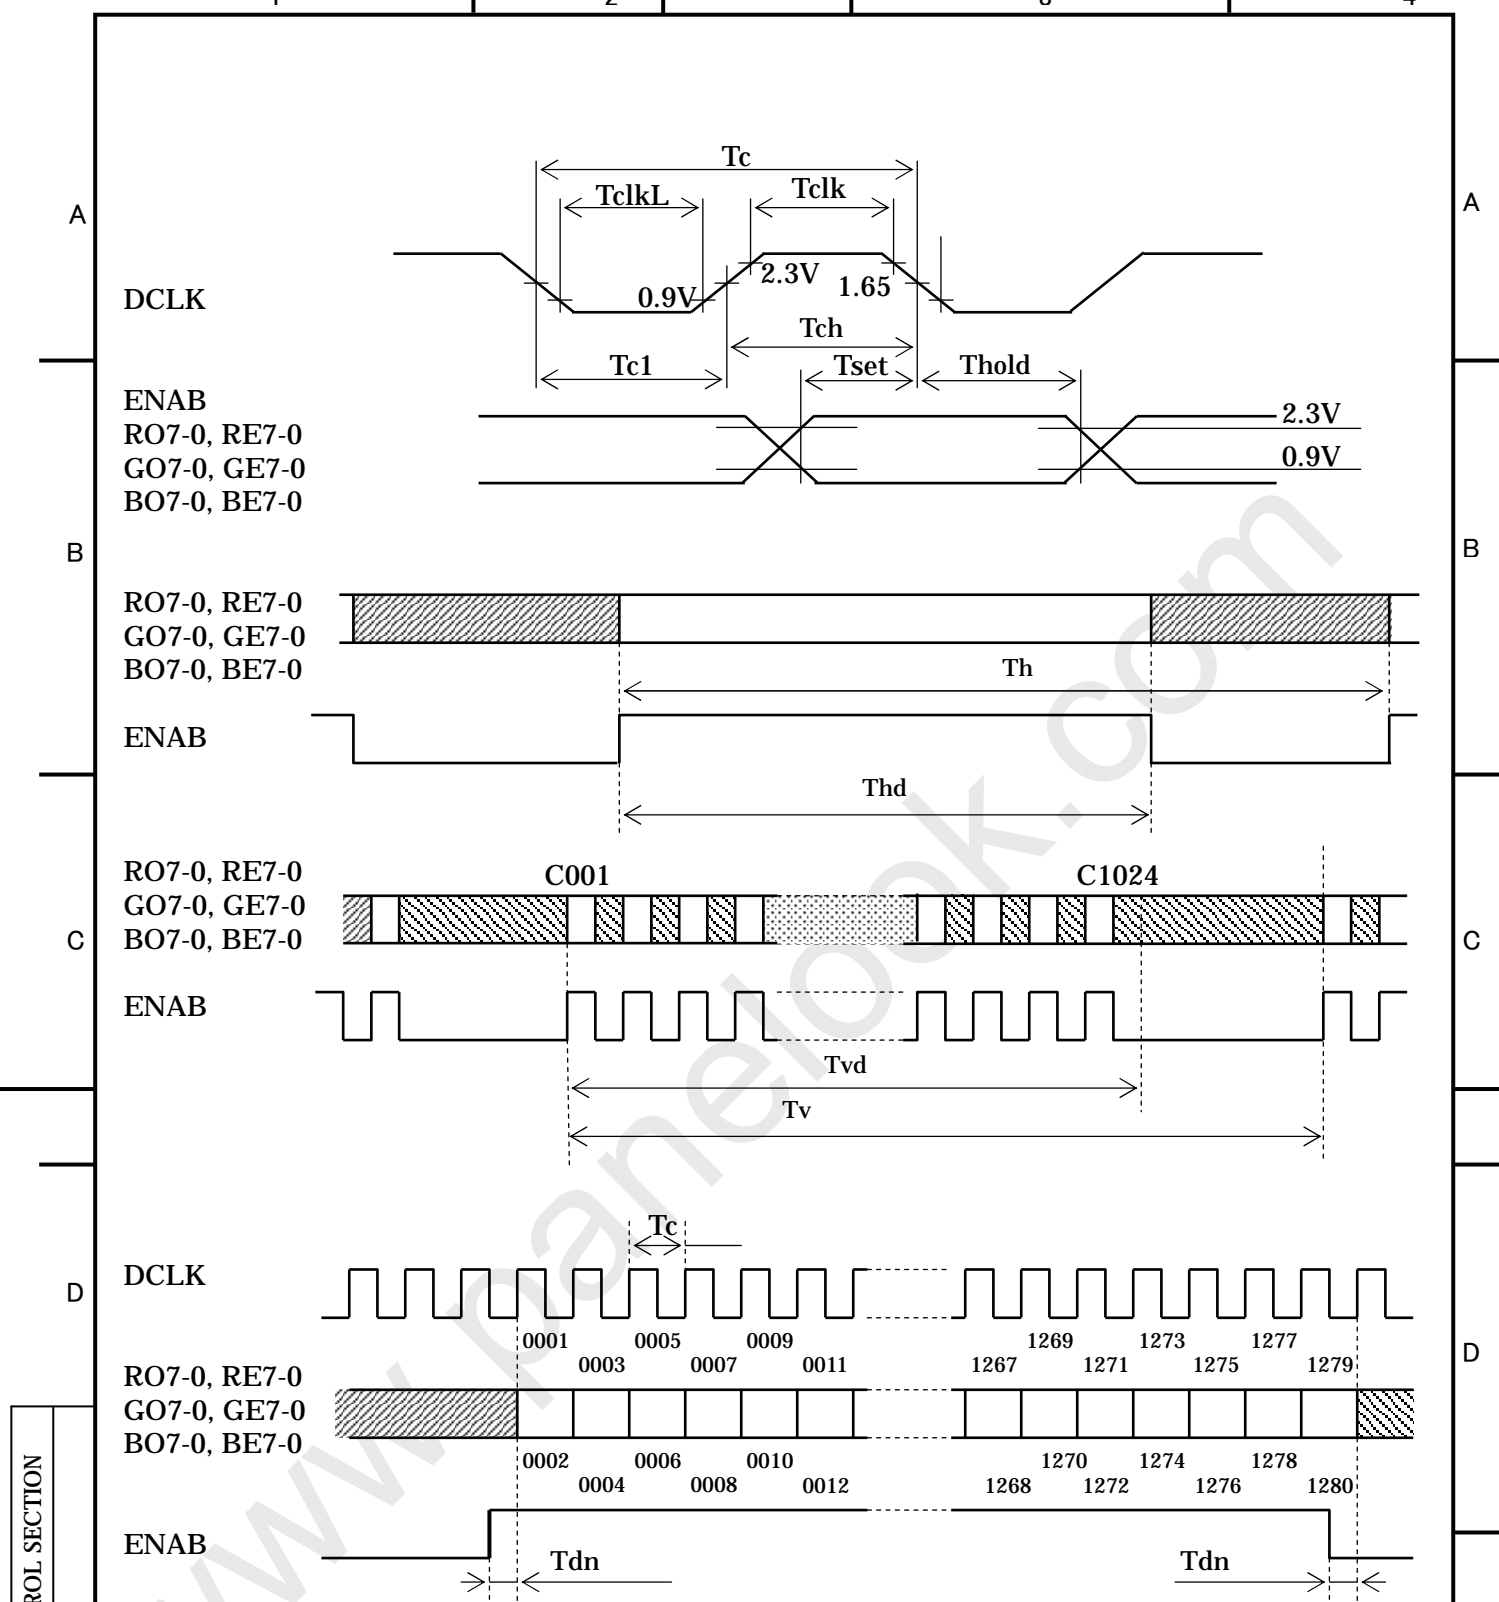 Tc
TclkL
Tclk
A
A
DCLK
0.9V
2.3V
1.65
Tch
Tc1
Tset
Thold
ENAB
RO7-0, RE7-0
GO7-0, GE7-0
BO7-0, BE7-0
2.3V
0.9V
B
B
RO7-0, RE7-0
GO7-0, GE7-0
BO7-0, BE7-0
Th
ENAB
Thd
RO7-0, RE7-0
GO7-0, GE7-0
BO7-0, BE7-0
C001
C1024
C
C
ENAB
Tvd
Tv
Tc
DCLK
D
D
0001 0005 0009 1269 1273 1277
0003 0007 0011 1267 1271 1275 1279
RO7-0, RE7-0
GO7-0, GE7-0
BO7-0, BE7-0
0002 0006 0010 1270 1274 1278
0004 0008 0012 1268 1272 1276 1280
ENAB
Tdn
Tdn
ROL SECTION
www.panelook.com